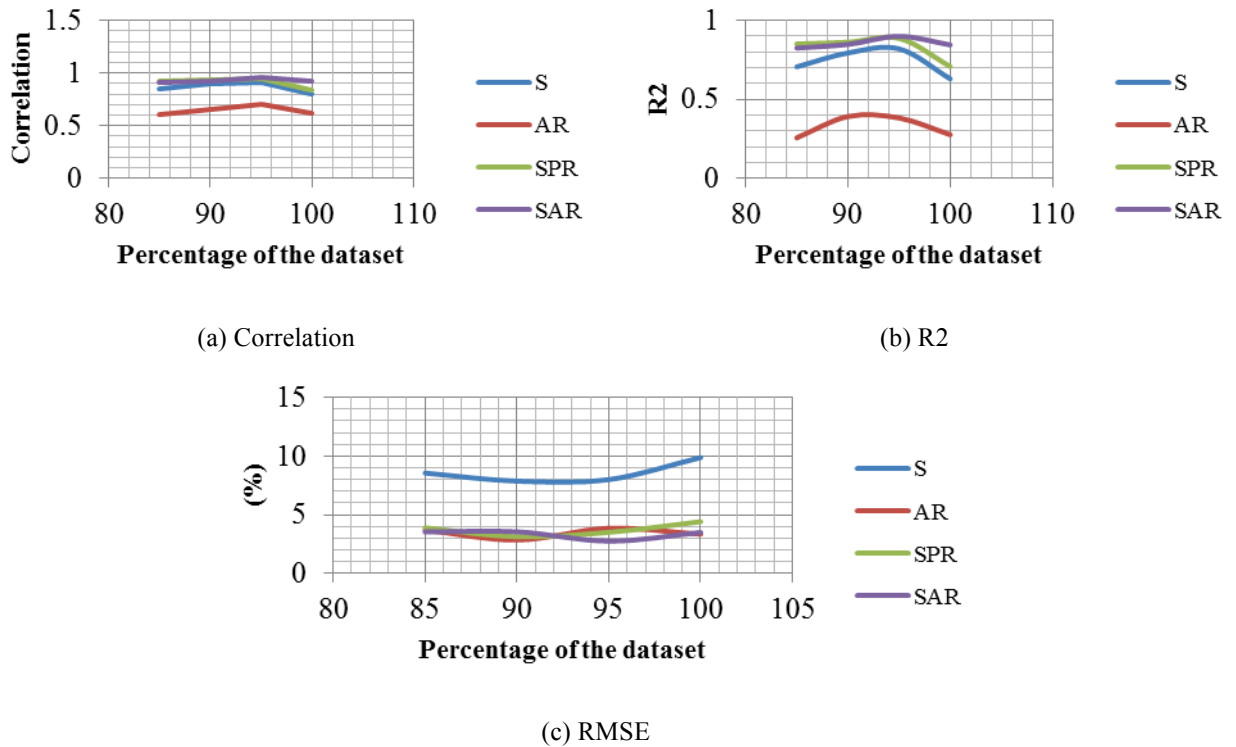 1.5
1
0.5
0
80
90
100
110
Correlation
Percentage of the dataset
S
AR
SPR
SAR
(a) Correlation
1
0.5
0
80
90
100
110
R2
Percentage of the dataset
S
AR
SPR
SAR
(b) R2
15
10
5
0
80
85
90
95
100
105
(%)
Percentage of the dataset
S
AR
SPR
SAR
(c) RMSE